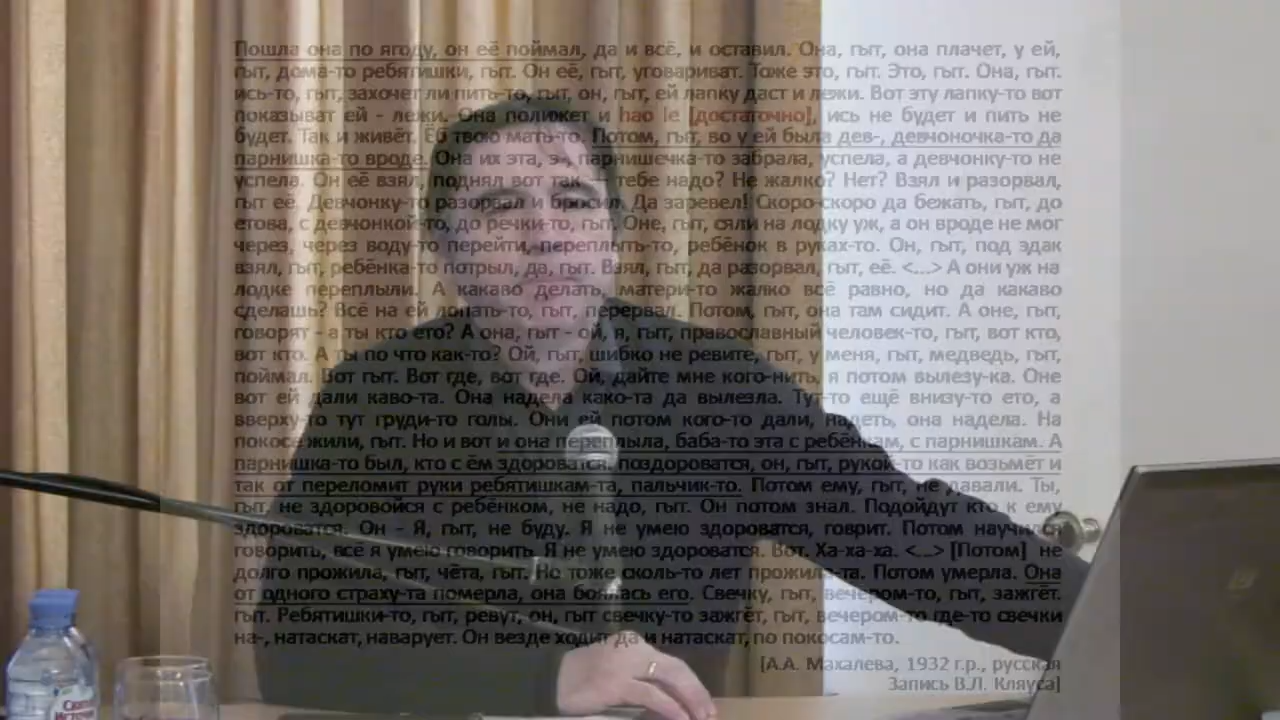 Пошла она по ягоду, он её поймал, да и всё, и оставил. Она, гыт, она плачет, у ей,
гыт, дома-то ребятишки, гыт. Он её, гыт, уговариват. Тоже это, гыт. Это, гыт. Она, гыт.
ись-то, гыт, захочет ли пить-то, гыт, он, гыт, ей лапку даст и лежи. Вот эту лапку-то вот
показыват ей - лежи. Она полижет и hao le [достаточно], ись не будет и пить не
будет. Так и живёт. Ёб твою мать-то. Потом, гыт, во у ей была дев-, девчоночка-то да
парнишка-то вроде. Она их эта, э-, парнишечка-то забрала, успела, а девчонку-то не
успела. Он её взял, поднял вот так – тебе надо? Не жалко? Нет? Взял и разорвал,
гыт её. Девчонку-то разорвал и бросил. Да заревел! Скоро-скоро да бежать, гыт, до
етова, с девчонкой-то, до речки-то, гыт. Оне, гыт, сяли на лодку уж, а он вроде не мог
через, через воду-то перейти, переплыть-то, ребёнок в руках-то. Он, гыт, под эдак
взял, гыт, ребёнка-то потрыл, да, гыт. Взял, гыт, да разорвал, гыт, её. <...> А они уж на
лодке переплыли. А какаво делать, матери-то жалко всё равно, но да какаво
сделашь? Всё на ей лопать-то, гыт, перервал. Потом, гыт, она там сидит. А оне, гыт,
говорят - а ты кто ето? А она, гыт - ой, я, гыт, православный человек-то, гыт, вот кто,
вот кто. А ты по что как-то? Ой, гыт, шибко не ревите, гыт, у меня, гыт, медведь, гыт,
поймал. Вот гыт. Вот где, вот где. Ой, дайте мне кого-нить, я потом вылезу-ка. Оне
вот ей дали каво-та. Она надела како-та да вылезла. Тут-то ещё внизу-то ето, а
вверху-то тут груди-то голы. Они ей потом кого-то дали, надеть, она надела. На
покосе жили, гыт. Но и вот и она переплыла, баба-то эта с ребёнкам, с парнишкам. А
парнишка-то был, кто с ём здороватся, поздороватся, он, гыт, рукой-то как возьмёт и
так от переломит руки ребятишкам-та, пальчик-то. Потом ему, гыт, не давали. Ты,
гыт, не здоровойся с ребёнком, не надо, гыт. Он потом знал. Подойдут кто к ему
здороватся. Он - Я, гыт, не буду. Я не умею здороватся, говрит. Потом научился
говорить, всё я умею говорить. Я не умею здороватся. Вот. Ха-ха-ха. <...> [Потом] не
долго прожила, гыт, чёта, гыт. Но тоже сколь-то лет прожила-та. Потом умерла. Она
от одного страху-та померла, она боялась его. Свечку, гыт, вечером-то, гыт, зажгёт.
гыт. Ребятишки-то, гыт, ревут, он, гыт свечку-то зажгёт, гыт, вечером-то где-то свечки
на-, натаскат, наварует. Он везде ходит да и натаскат, по покосам-то.
[А.А. Махалева, 1932 г.р., русская
Запись В.Л. Кляуса]